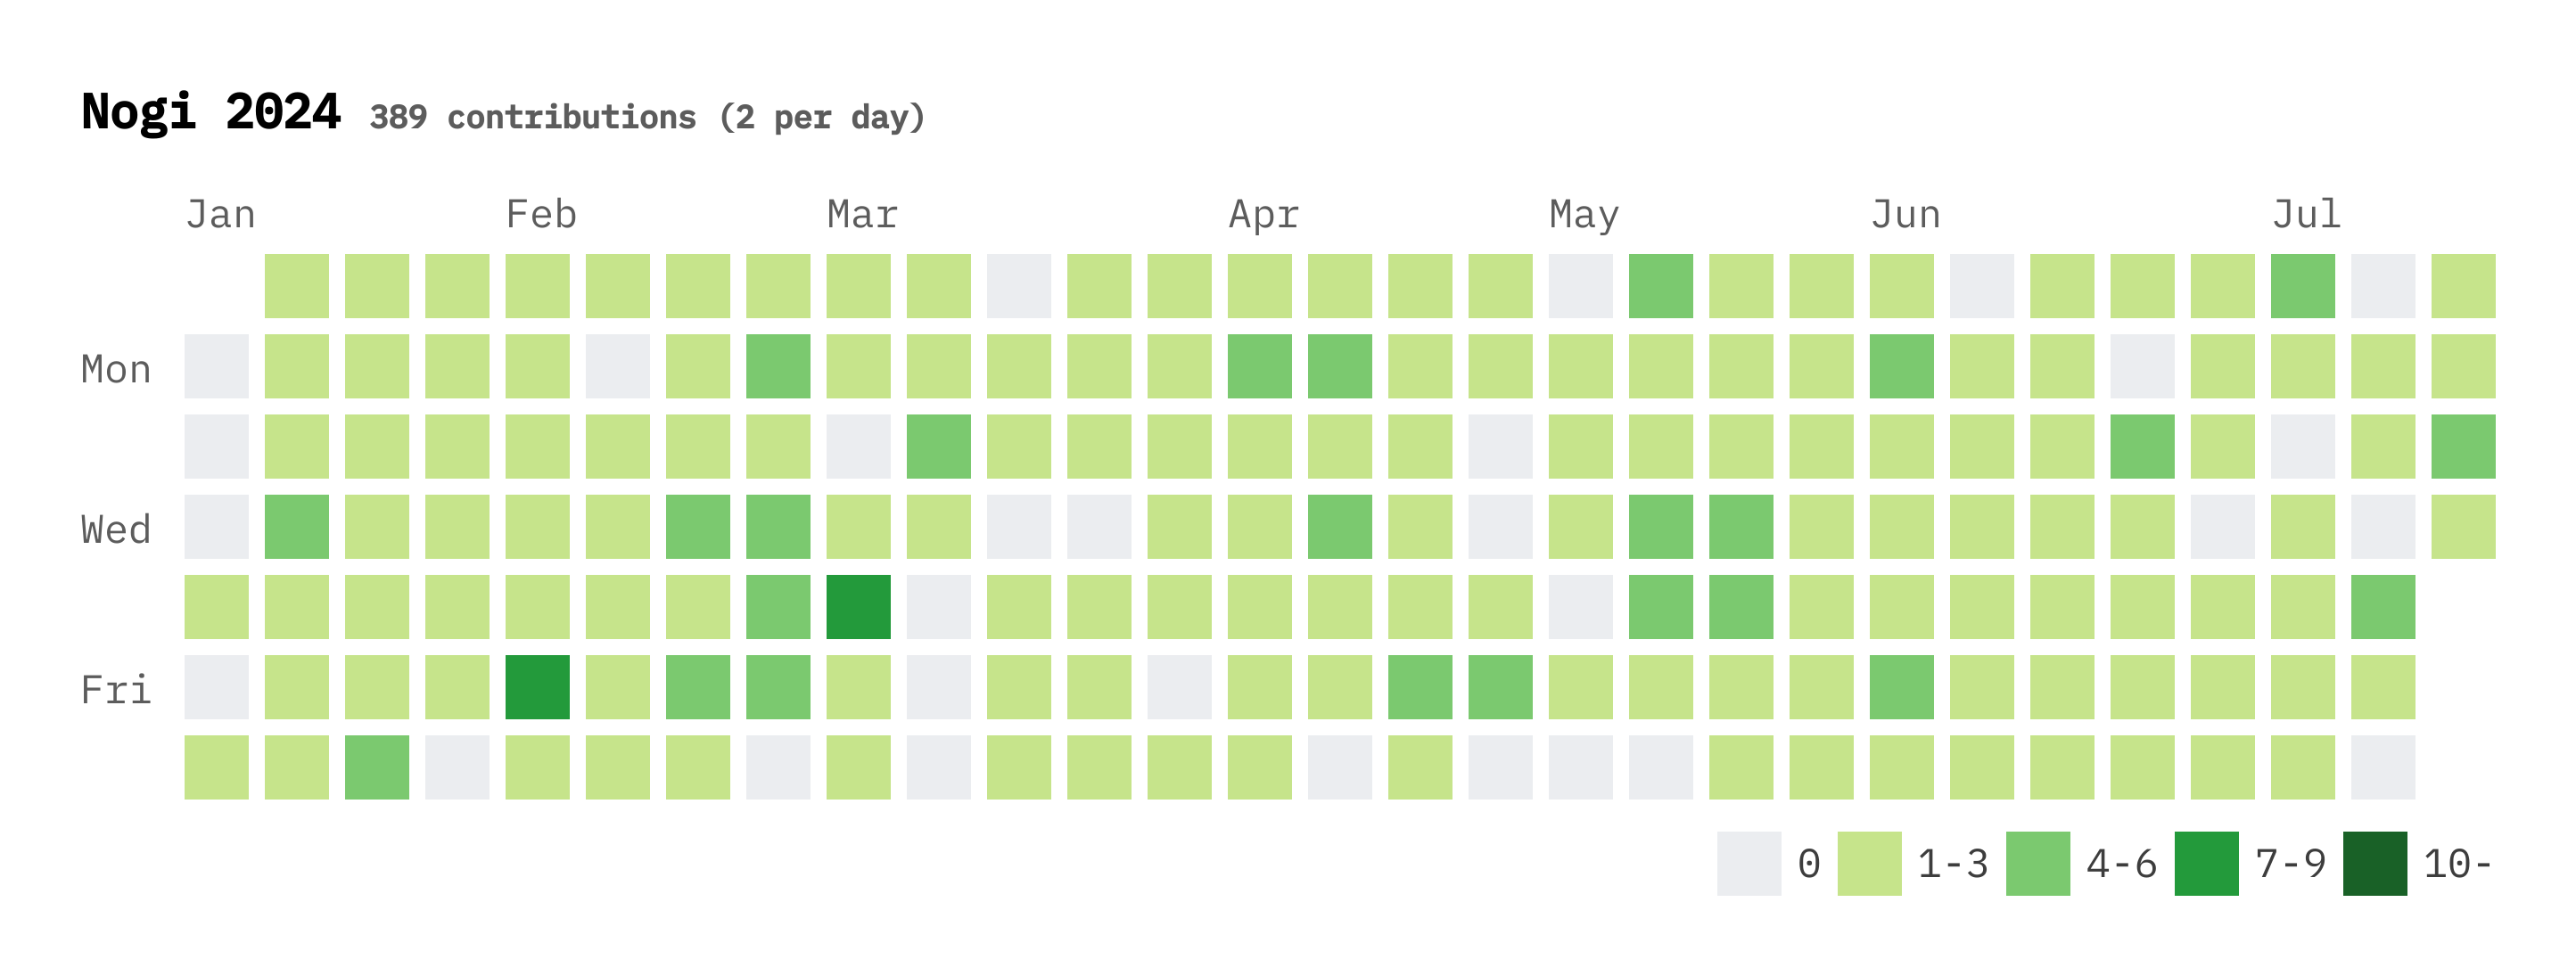 Nogi 2024 389 contributions (2 per day)
Jan Feb Mar Apr May Jun Jul
Mon
Wed
Fri
0 1-3 4-6 7-9 10-